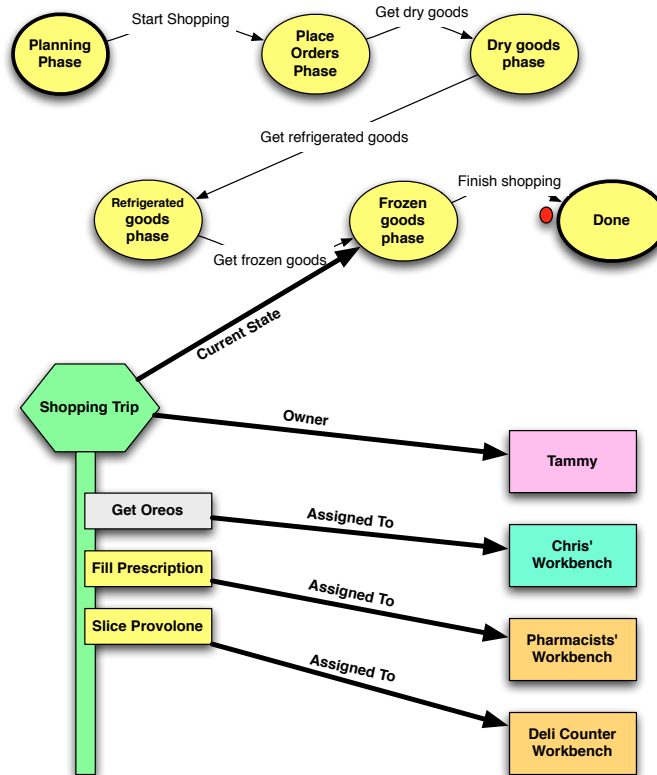 Start Shopping
Get dry goods
Planning
Phase
Place
Orders
Phase
Dry goods
phase
Get refrigerated goods
Finish shopping
Refrigerated
goods
phase
Frozen
goods
phase
Done
Get frozen goods
Current State
Shopping Trip
Owner
Tammy
Get Oreos
Assigned To
Chris'
Workbench
Fill Prescription
Assigned To
Slice Provolone
Pharmacists'
Workbench
Assigned To
Deli Counter
Workbench